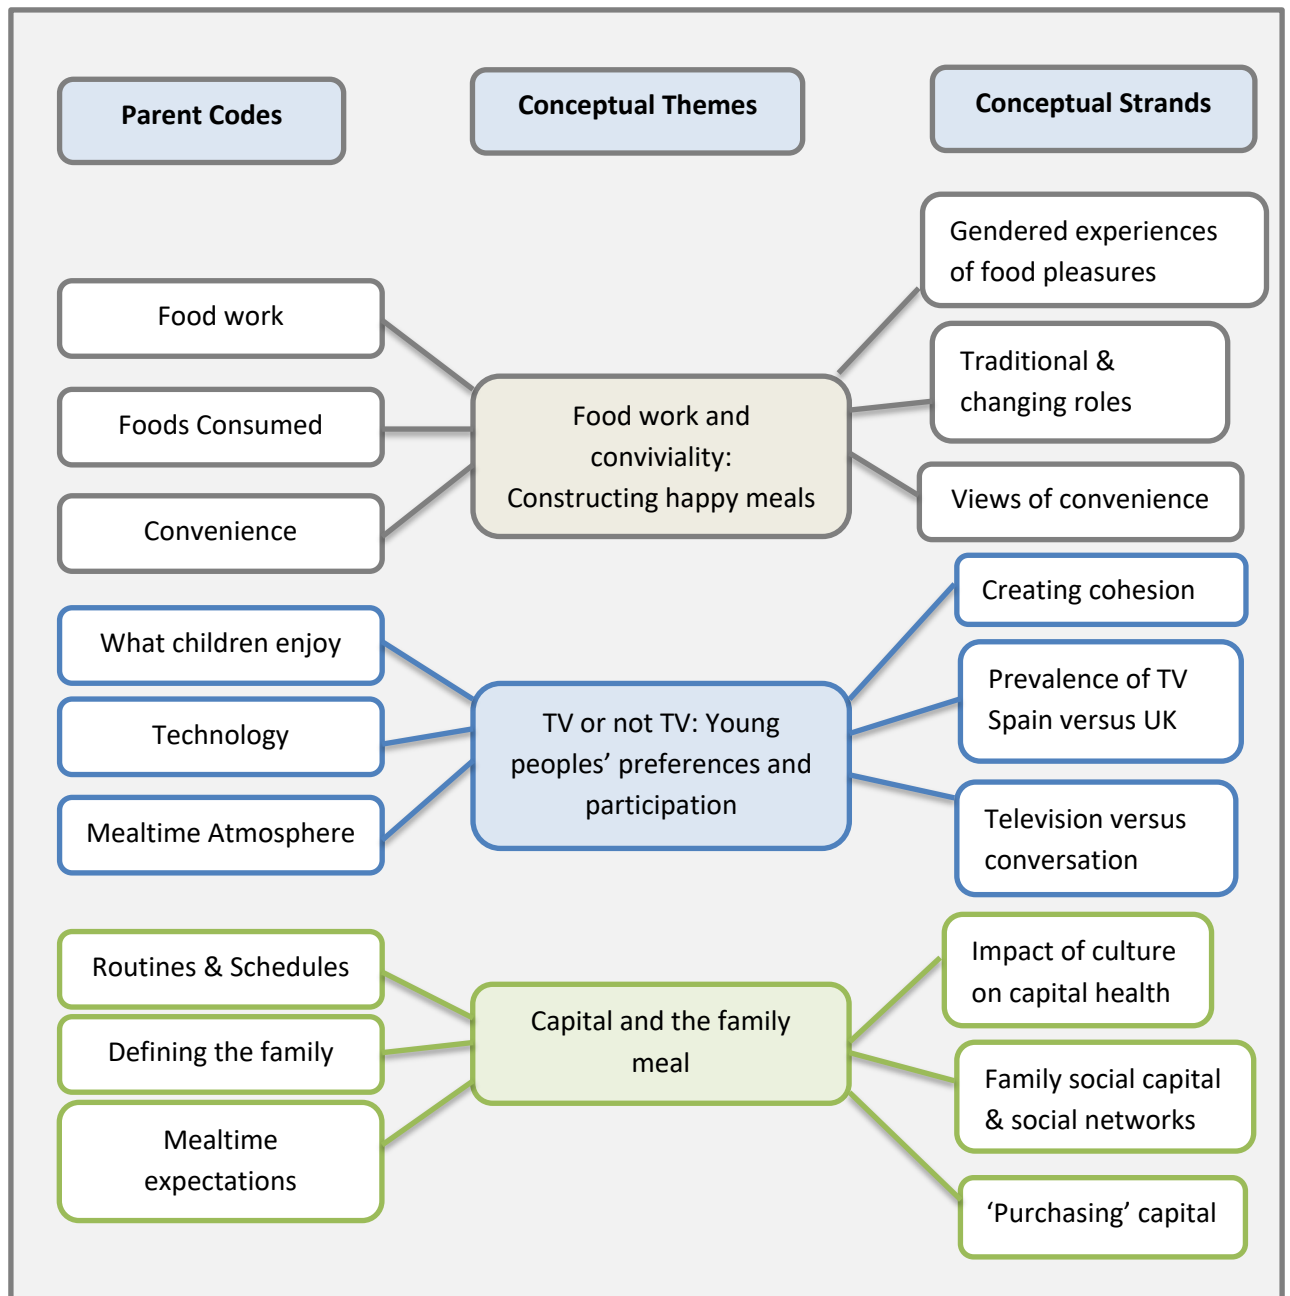 Parent Codes
Conceptual Themes
Conceptual Strands
Food work
Foods Consumed
Convenience
Food work and
conviviality:
Constructing happy meals
Gendered experiences
of food pleasures
Traditional &
changing roles
Views of convenience
What children enjoy
Technology
Mealtime Atmosphere
TV or not TV: Young
peoples’ preferences and
participation
Creating cohesion
Prevalence of TV
Spain versus UK
Television versus
conversation
Routines & Schedules
Defining the family
Mealtime
expectations
Capital and the family
meal
Impact of culture
on capital health
Family social capital
& social networks
‘Purchasing’ capital